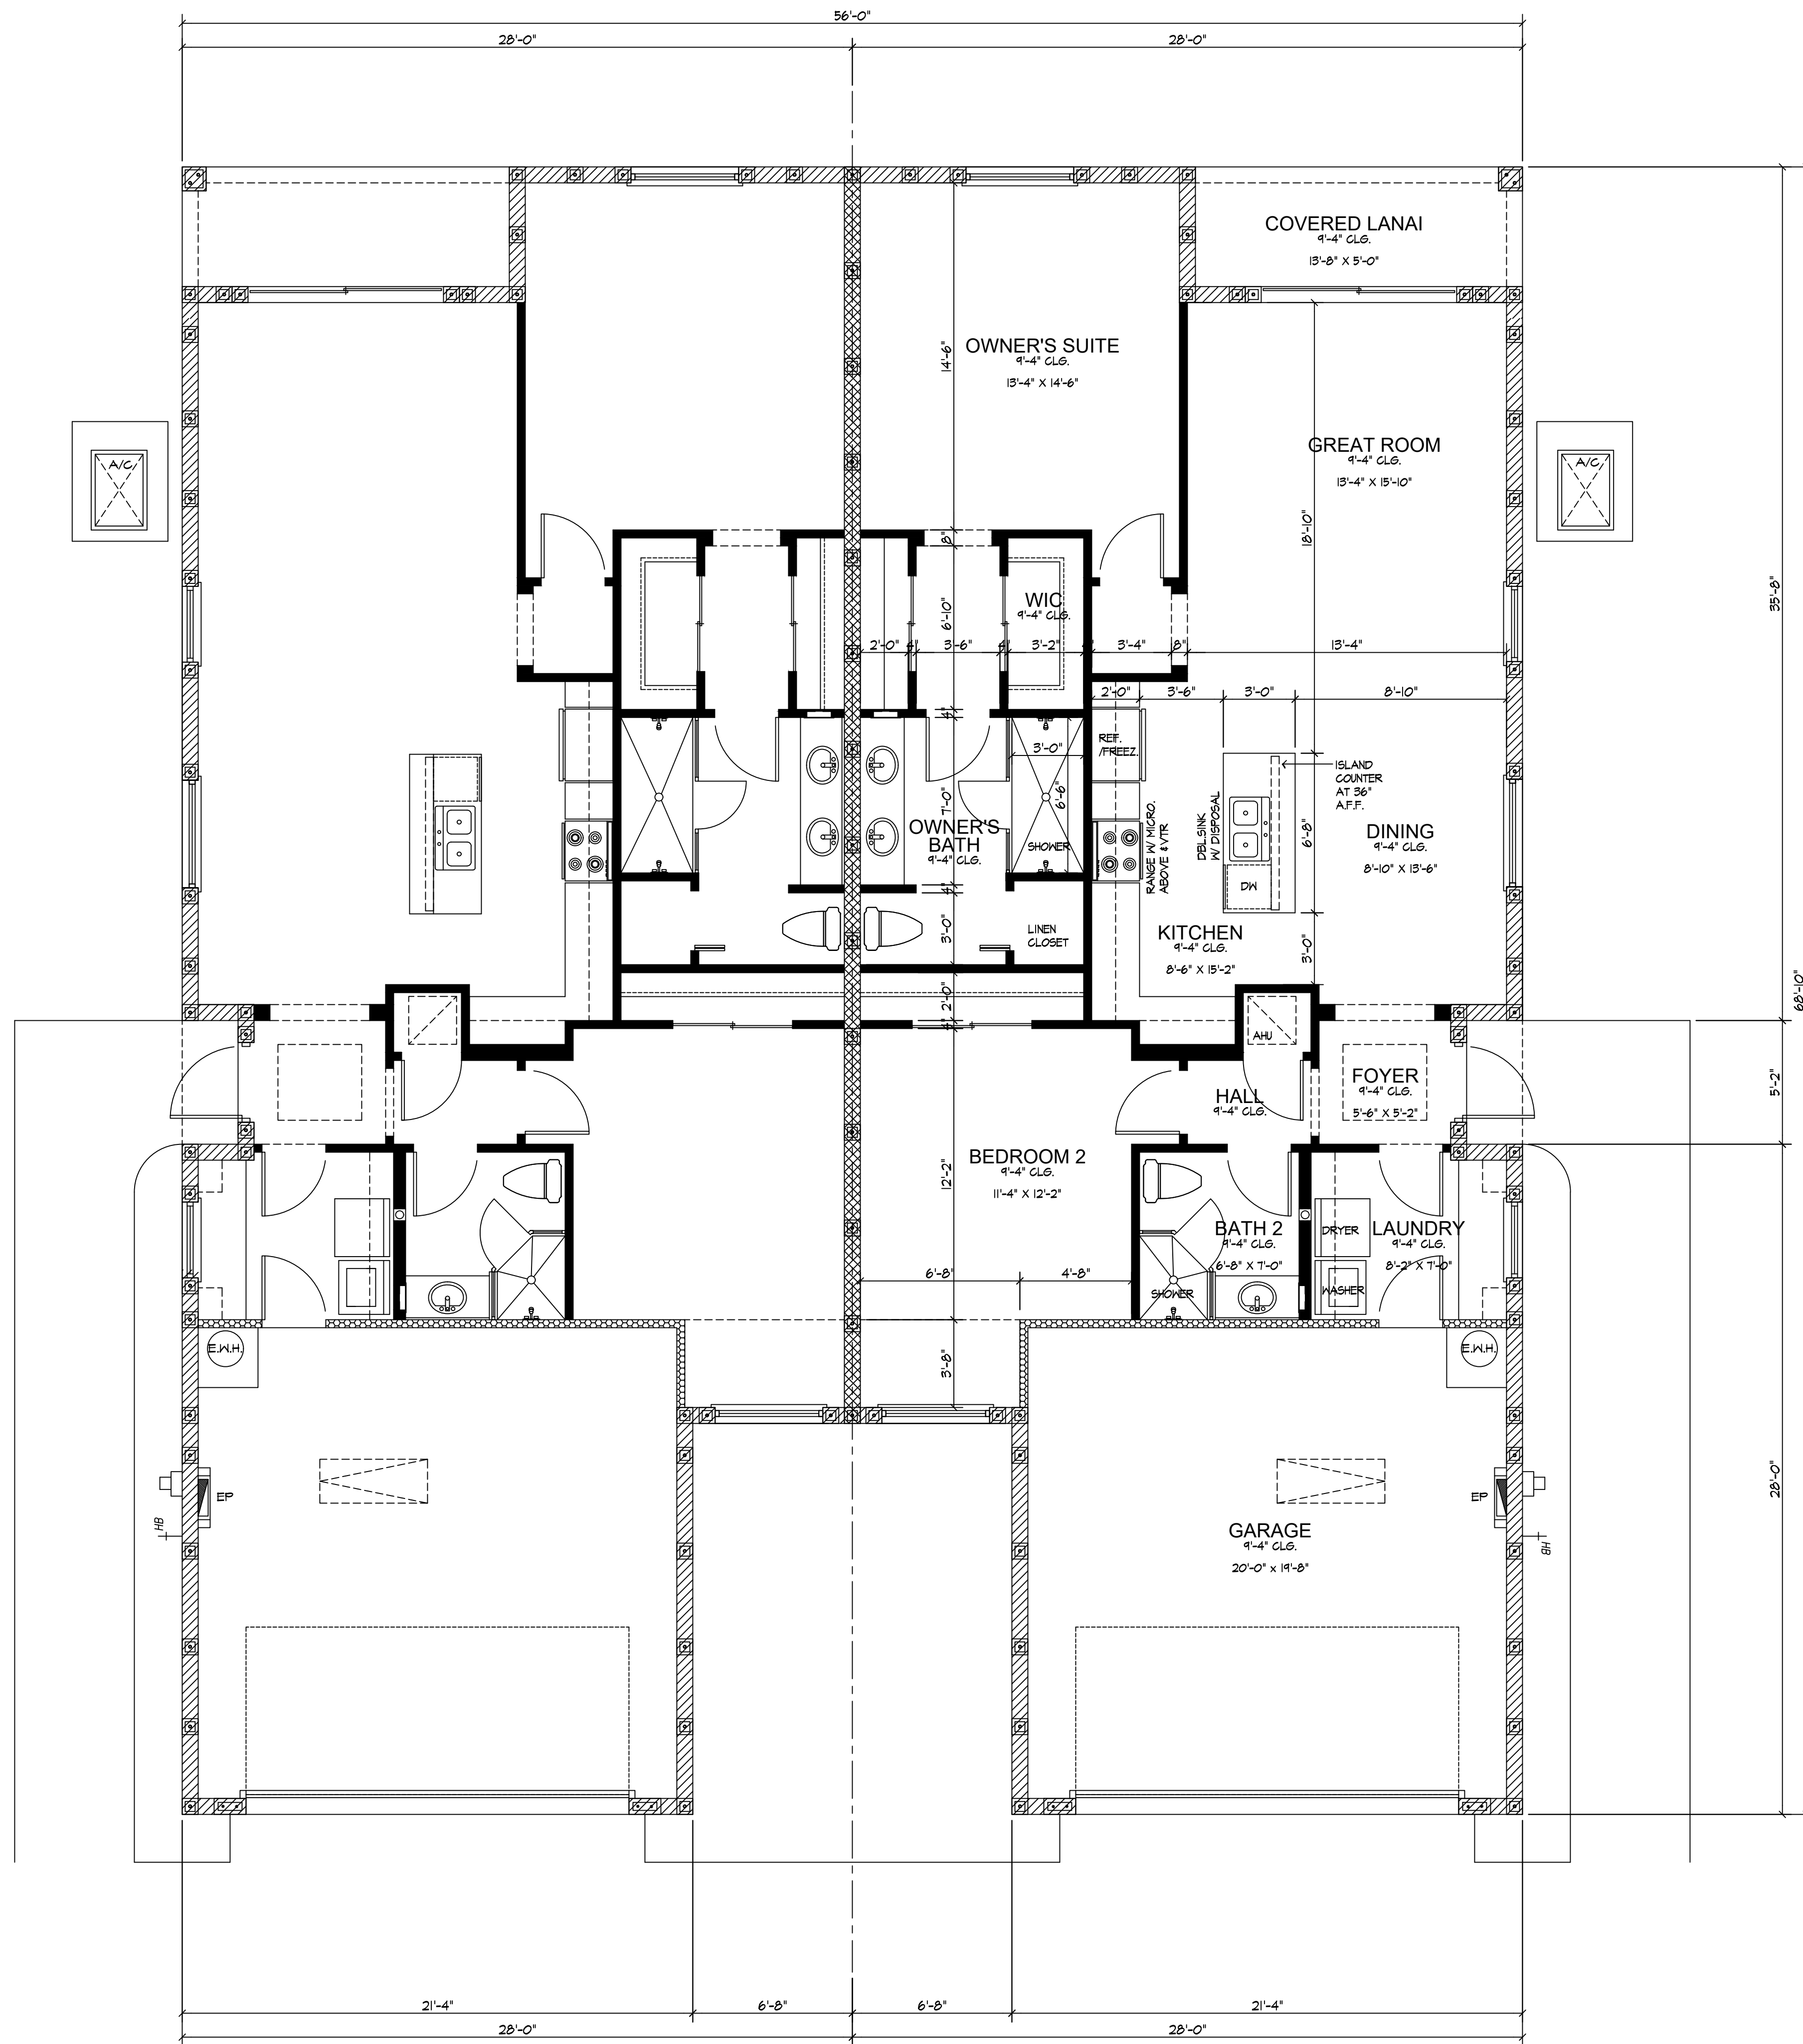 56'-0"
28'-0"
28'-0"
COVERED LANAI
9'-4" CLG.
13'-8" X 5'-0"
OWNER'S SUITE
9'-4" CLG.
13'-4" X 14'-6"
14'-6"
GREAT ROOM
9'-4" CLG.
13'-4" X 15'-10"
A/C
A/C
18'-10"
35'-8"
8"
WIC
9'-4" CLG.
6'-10"
2'-0"
4"
3'-6"
4"
3'-2"
3'-4"
8"
13'-4"
2'-0"
3'-6"
3'-0"
8'-10"
4"
REF.
/FREEZ.
3'-0"
6'-6"
7'-0"
ISLAND
COUNTER
AT 36"
A.F.F.
OWNER'S
BATH
9'-4" CLG.
SHOWER
RANGE W/ MICRO.
ABOVE & VTR
DBL.SINK
W/ DISPOSAL
6'-8"
DW
DINING
9'-4" CLG.
8'-10" X 13'-6"
4"
3'-0"
LINEN
CLOSET
KITCHEN
9'-4" CLG.
8'-6" X 15'-2"
3'-0"
2'-0"
4"
68'-10"
AHU
FOYER
9'-4" CLG.
5'-6" X 5'-2"
HALL
9'-4" CLG.
5'-2"
BEDROOM 2
9'-4" CLG.
11'-4" X 12'-2"
12'-2"
BATH 2
9'-4" CLG.
6'-8" X 7'-0"
DRYER
LAUNDRY
9'-4" CLG.
8'-2" X 7'-0"
6'-8"
4'-8"
SHOWER
WASHER
E.W.H.
E.W.H.
3'-8"
EP
EP
HB
HB
28'-0"
GARAGE
9'-4" CLG.
20'-0" x 19'-8"
21'-4"
6'-8"
6'-8"
21'-4"
28'-0"
28'-0"